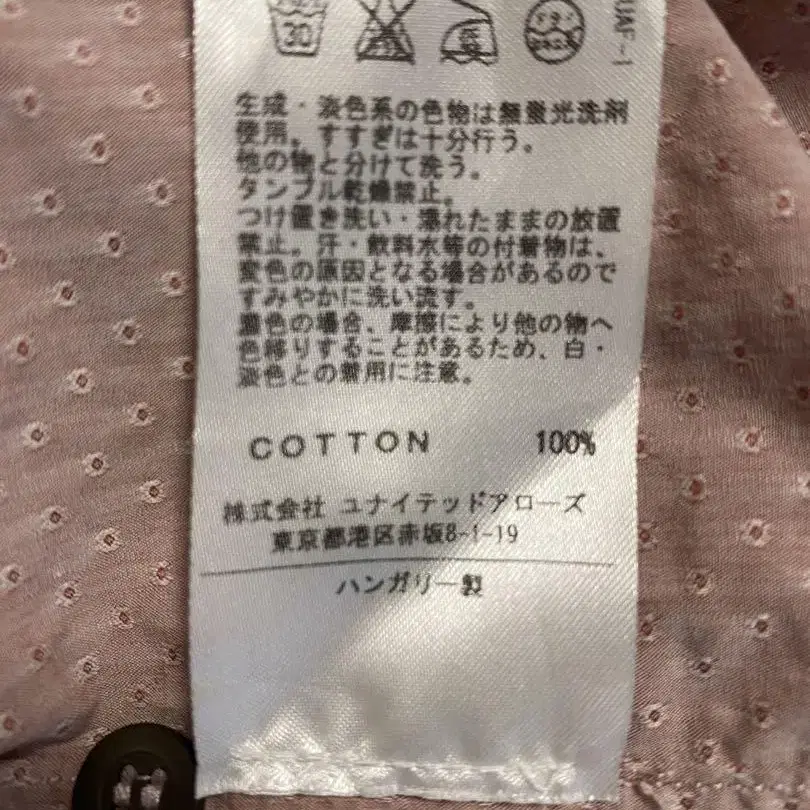 30
UAF-1
生成・淡色系の色物は無蛍光洗剤
使用。すすぎは十分行う。
他の物と分けて洗う。
タンブル乾燥禁止。
つけ置き洗い・濡れたままの放置
禁止。汗・飲料水等の付着物は、
変色の原因となる場合があるので
すみやかに洗い流す。
濃色の場合、摩擦により他の物へ
色移りすることがあるため、白・
淡色との着用に注意。
COTTON 100%
株式会社 ユナイテッドアローズ
東京都港区赤坂8-1-19
ハンガリー製